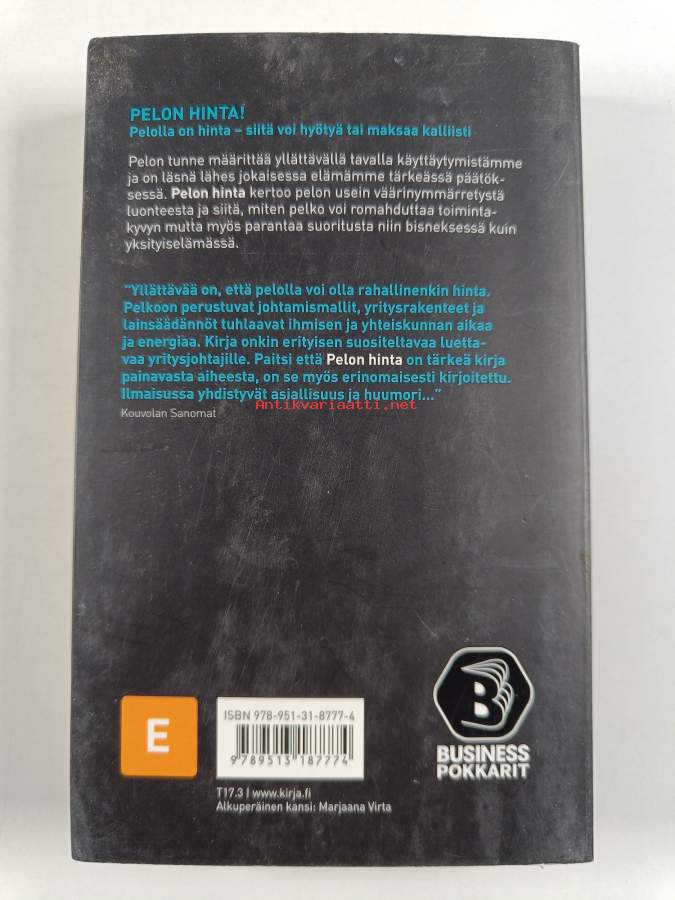 PELON HINTA!
Pelolla on hinta – siitä voi hyötyä tai maksaa kalliisti
Pelon tunne määrittää yllättävällä tavalla käyttäytymistämme
ja on läsnä lähes jokaisessa elämämme tärkeässä päätök-
sessä. Pelon hinta kertoo pelon usein väärinymmärretystä
luonteesta ja siitä, miten pelko voi romahduttaa toiminta-
kyvyn mutta myös parantaa suoritusta niin bisneksessä kuin
yksityiselämässä.
"Yllättävää on, että pelolla voi olla rahallinenkin hinta.
Pelkoon perustuvat johtamismallit, yritysrakenteet ja
lainsäädännöt tuhlaavat ihmisen ja yhteiskunnan aikaa
ja energiaa. Kirja onkin erityisen suositeltavaa luetta-
vaa yritysjohtajille. Paitsi että Pelon hinta on tärkeä kirja
painavasta aiheesta, on se myös erinomaisesti kirjoitettu.
Ilmaisussa yhdistyvät asiallisuus ja huumori..."
Antikvariaatti.net
Kouvolan Sanomat
E
ISBN 978-951-31-8777-4
9 789513 187774
T17.3 | www.kirja.fi
Alkuperäinen kansi: Marjaana Virta
B
BUSINESS
POKKARIT